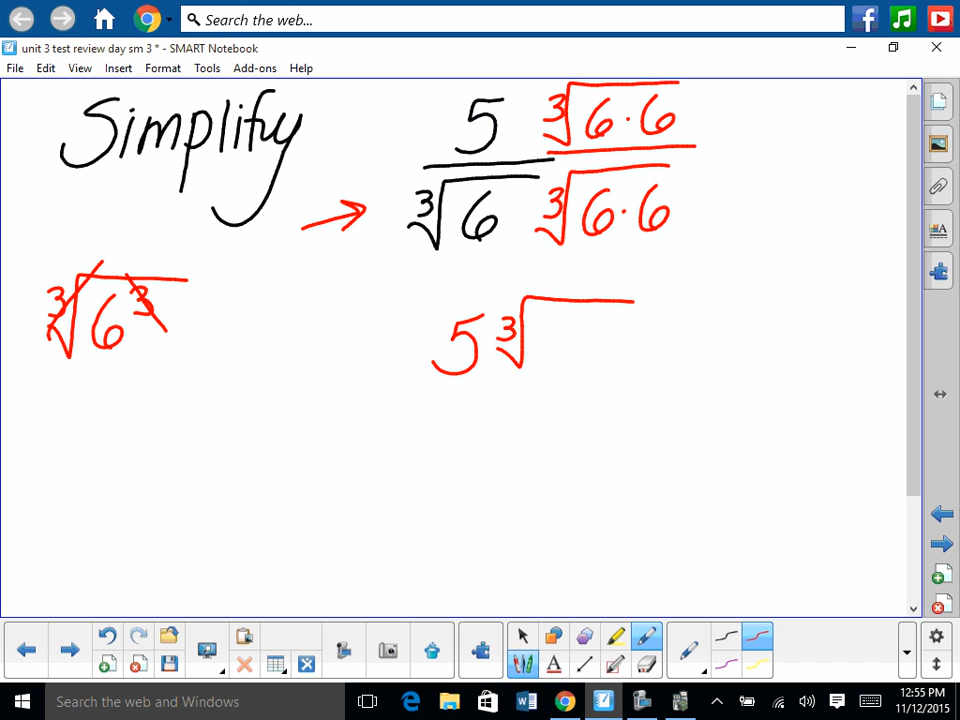 Search the web...
unit 3 test review day sm 3 * - SMART Notebook
File Edit View Insert Format Tools Add-ons Help
Simplify
5 ∛6·6
∛6 ∛6·6
∛6³
5 ∛
A
Search the web and Windows
12:55 PM
11/12/2015